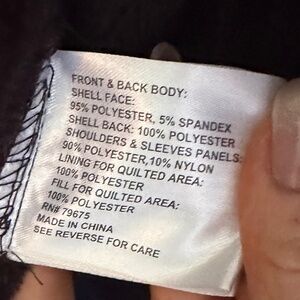 FRONT & BACK BODY:
SHELL FACE:
95% POLYESTER, 5% SPANDEX
SHELL BACK: 100% POLYESTER
SHOULDERS & SLEEVES PANELS:
90% POLYESTER,10% NYLON
LINING FOR QUILTED AREA:
100% POLYESTER
FILL FOR QUILTED AREA:
100% POLYESTER
RN# 79675
MADE IN CHINA
SEE REVERSE FOR CARE